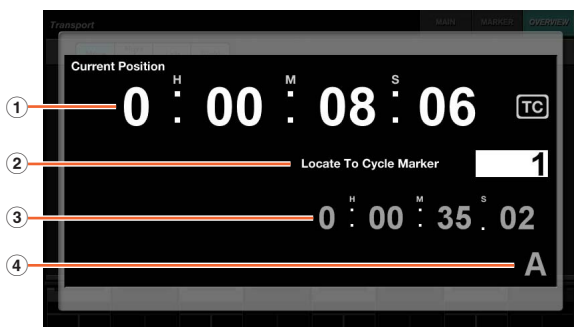 Transport MAIN MARKER OVERVIEW
Current Position
H M S
① 0 : 00 : 08 : 06 TC
② Locate To Cycle Marker 1
H M S
③ 0 : 00 : 35 . 02
④ A